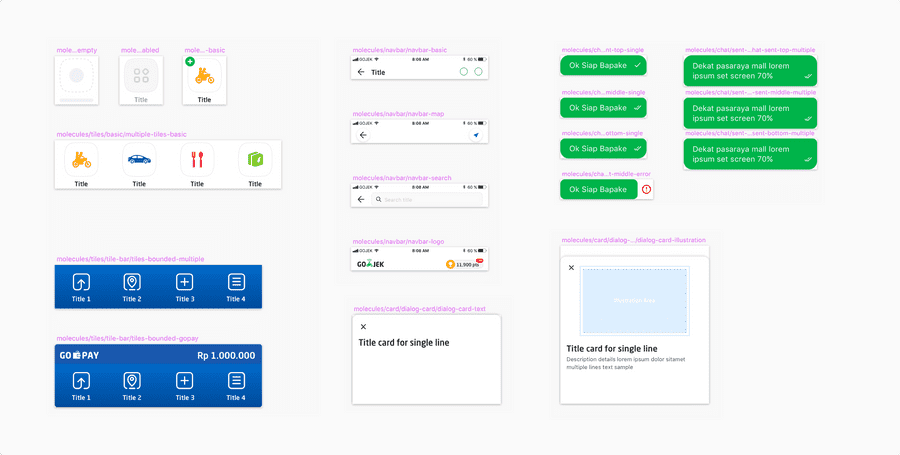 mole...empty
mole...abled
mole...-basic
Title
Title
molecules/tiles/basic/multiple-tiles-basic
Title
Title
Title
Title
molecules/tiles/tile-bar/tiles-bounded-multiple
Title 1
Title 2
Title 3
Title 4
molecules/tiles/tile-bar/tiles-bounded-gopay
GO PAY
Rp 1.000.000
Title 1
Title 2
Title 3
Title 4
molecules/navbar/navbar-basic
GOJEK
8:08 AM
60 %
Title
molecules/navbar/navbar-map
GOJEK
8:08 AM
60 %
molecules/navbar/navbar-search
GOJEK
8:08 AM
60 %
Search title
molecules/navbar/navbar-logo
GOJEK
8:08 AM
60 %
GOJEK
11.900 pts
molecules/card/dialog-card/dialog-card-text
Title card for single line
molecules/ch...nt-top-single
Ok Siap Bapake
molecules/ch...middle-single
Ok Siap Bapake
molecules/ch...ottom-single
Ok Siap Bapake
molecules/cha...t-middle-error
Ok Siap Bapake
molecules/chat/sent-...hat-sent-top-multiple
Dekat pasaraya mall lorem
ipsum set screen 70%
molecules/chat/sent-...-sent-middle-multiple
Dekat pasaraya mall lorem
ipsum set screen 70%
molecules/chat/sent-...sent-bottom-multiple
Dekat pasaraya mall lorem
ipsum set screen 70%
molecules/card/dialog-.../dialog-card-illustration
Title card for single line
Description details lorem ipsum dolor sitamet
multiple lines text sample